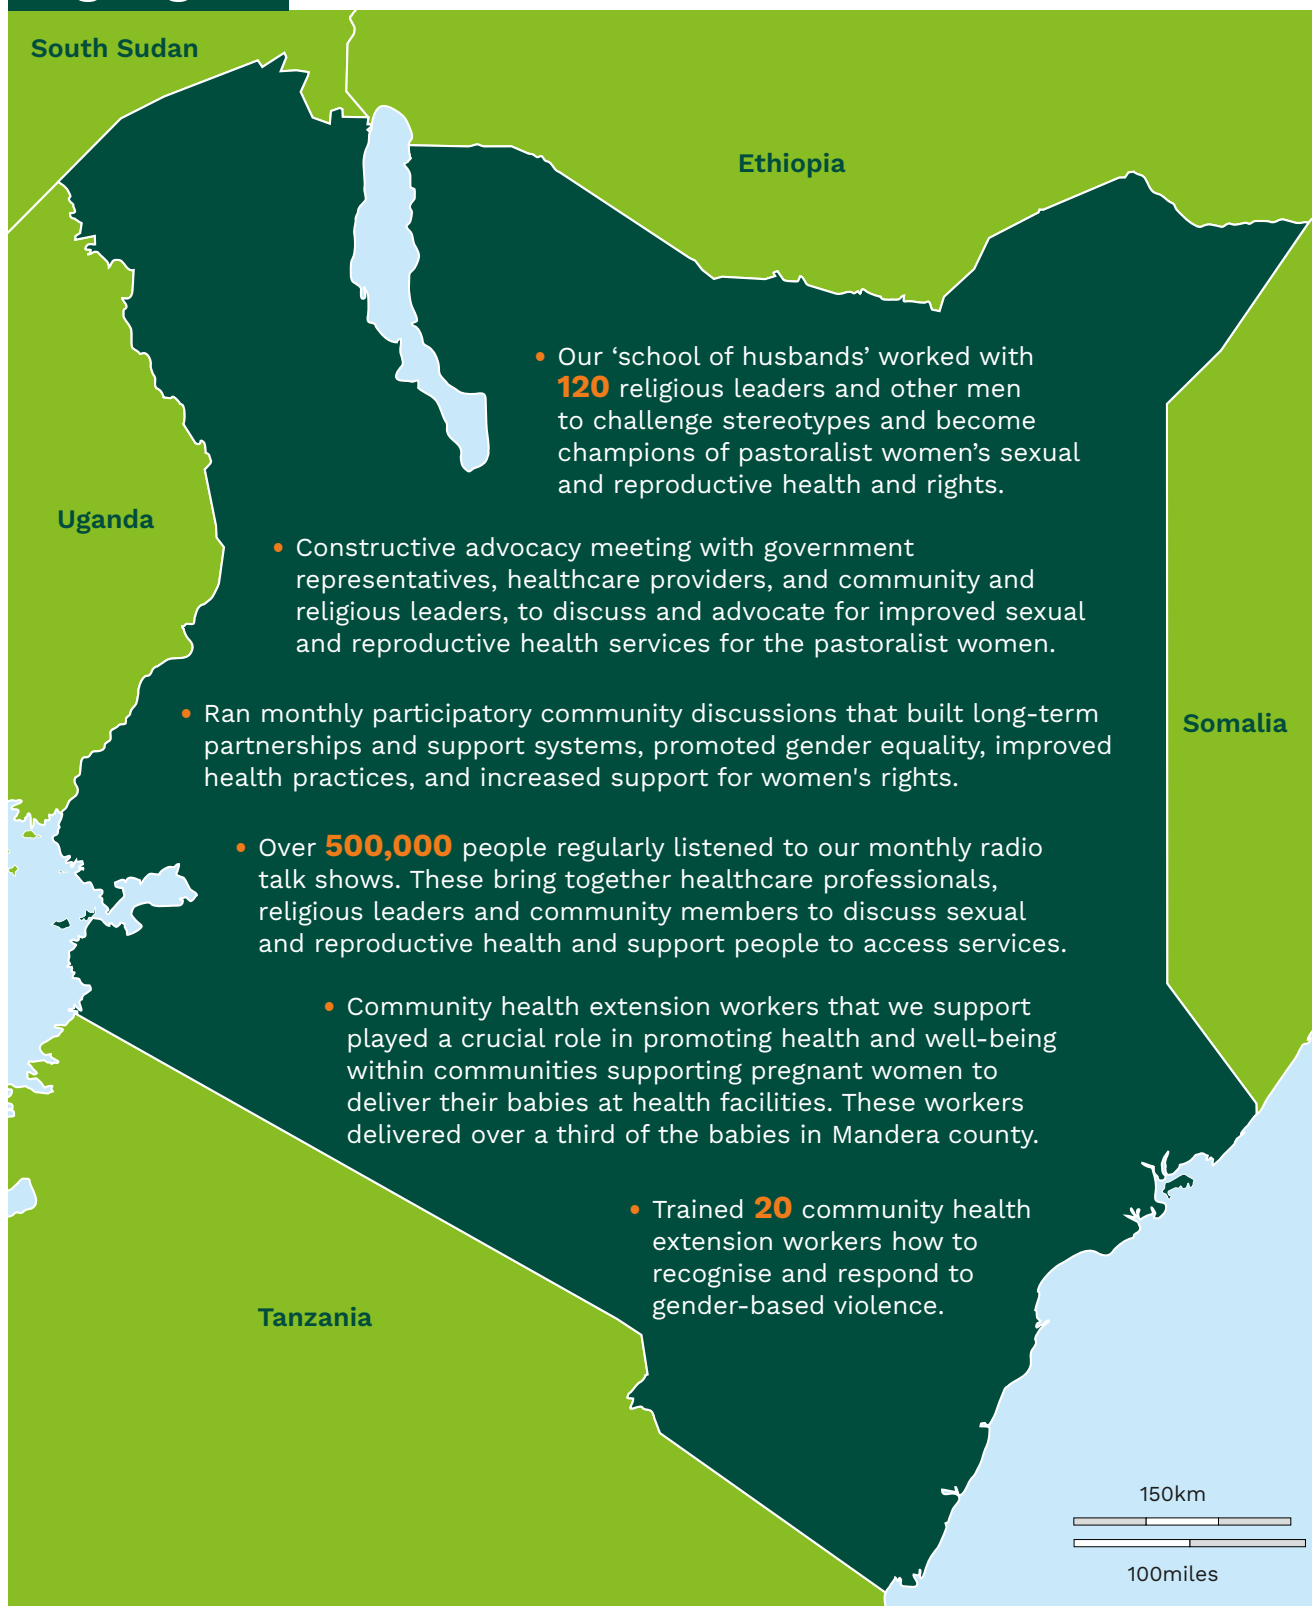 South Sudan
Ethiopia
• Our ‘school of husbands’ worked with
120 religious leaders and other men
to challenge stereotypes and become
champions of pastoralist women’s sexual
and reproductive health and rights.
Uganda
• Constructive advocacy meeting with government
representatives, healthcare providers, and community and
religious leaders, to discuss and advocate for improved sexual
and reproductive health services for the pastoralist women.
• Ran monthly participatory community discussions that built long-term
partnerships and support systems, promoted gender equality, improved
health practices, and increased support for women's rights.
Somalia
• Over 500,000 people regularly listened to our monthly radio
talk shows. These bring together healthcare professionals,
religious leaders and community members to discuss sexual
and reproductive health and support people to access services.
• Community health extension workers that we support
played a crucial role in promoting health and well-being
within communities supporting pregnant women to
deliver their babies at health facilities. These workers
delivered over a third of the babies in Mandera county.
• Trained 20 community health
extension workers how to
recognise and respond to
gender-based violence.
Tanzania
150km
100miles